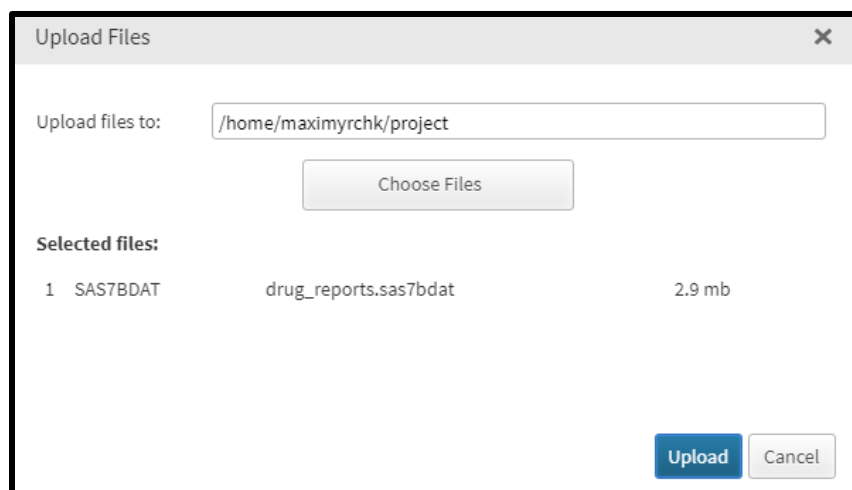 Upload Files
Upload files to: /home/maximyrchk/project
Choose Files
Selected files:
1 SAS7BDAT drug_reports.sas7bdat 2.9 mb
Upload Cancel